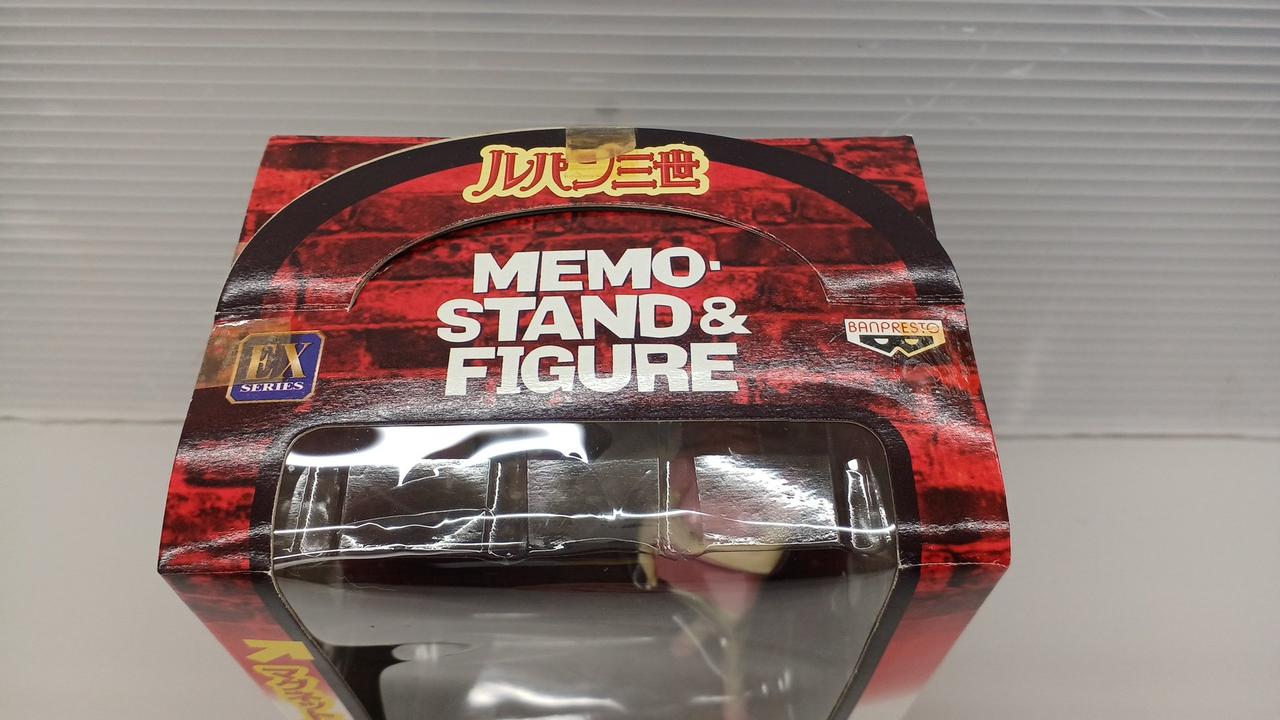 ルパン三世
MEMO·
STAND &
FIGURE
EX
SERIES
BANPRESTO